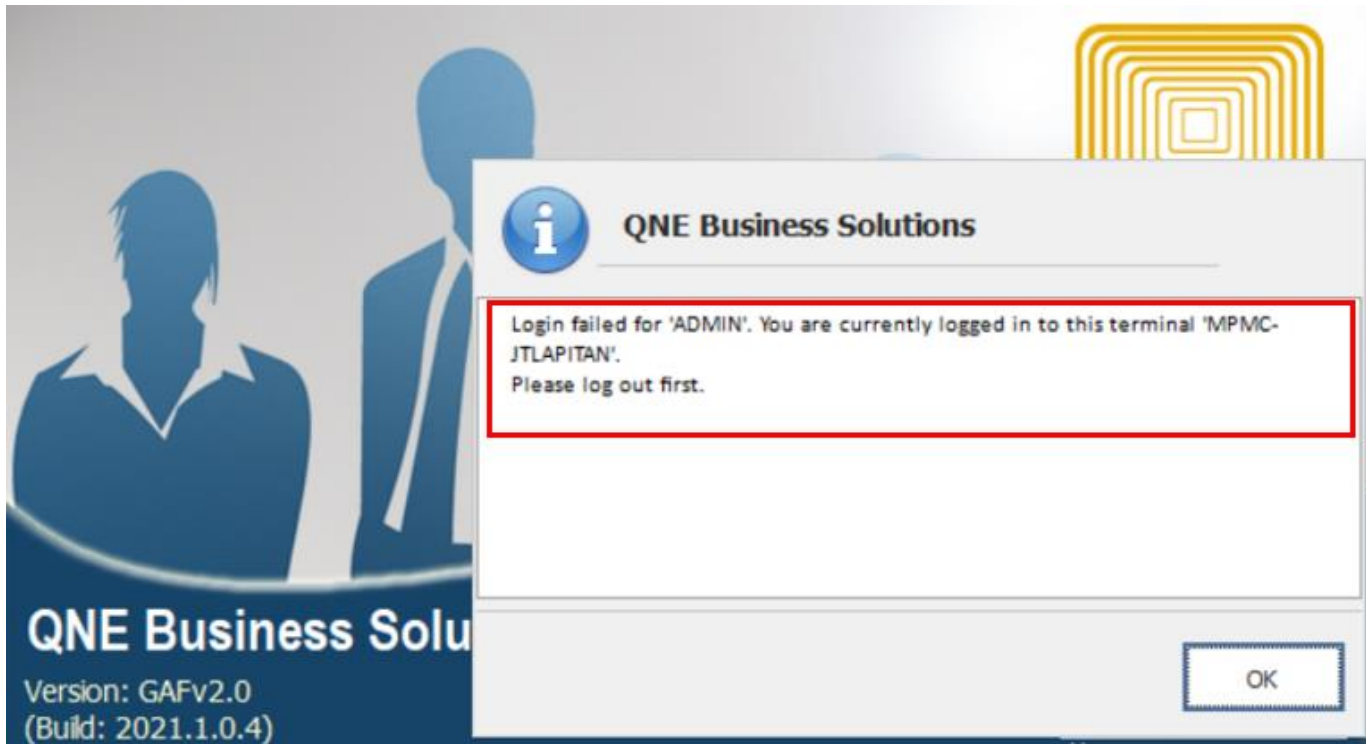 QNE Business Solutions
Login failed for 'ADMIN'. You are currently logged in to this terminal 'MPMC-
JTLAPITAN'.
Please log out first.
OK
QNE Business Solu
Version: GAFv2.0
(Build: 2021.1.0.4)